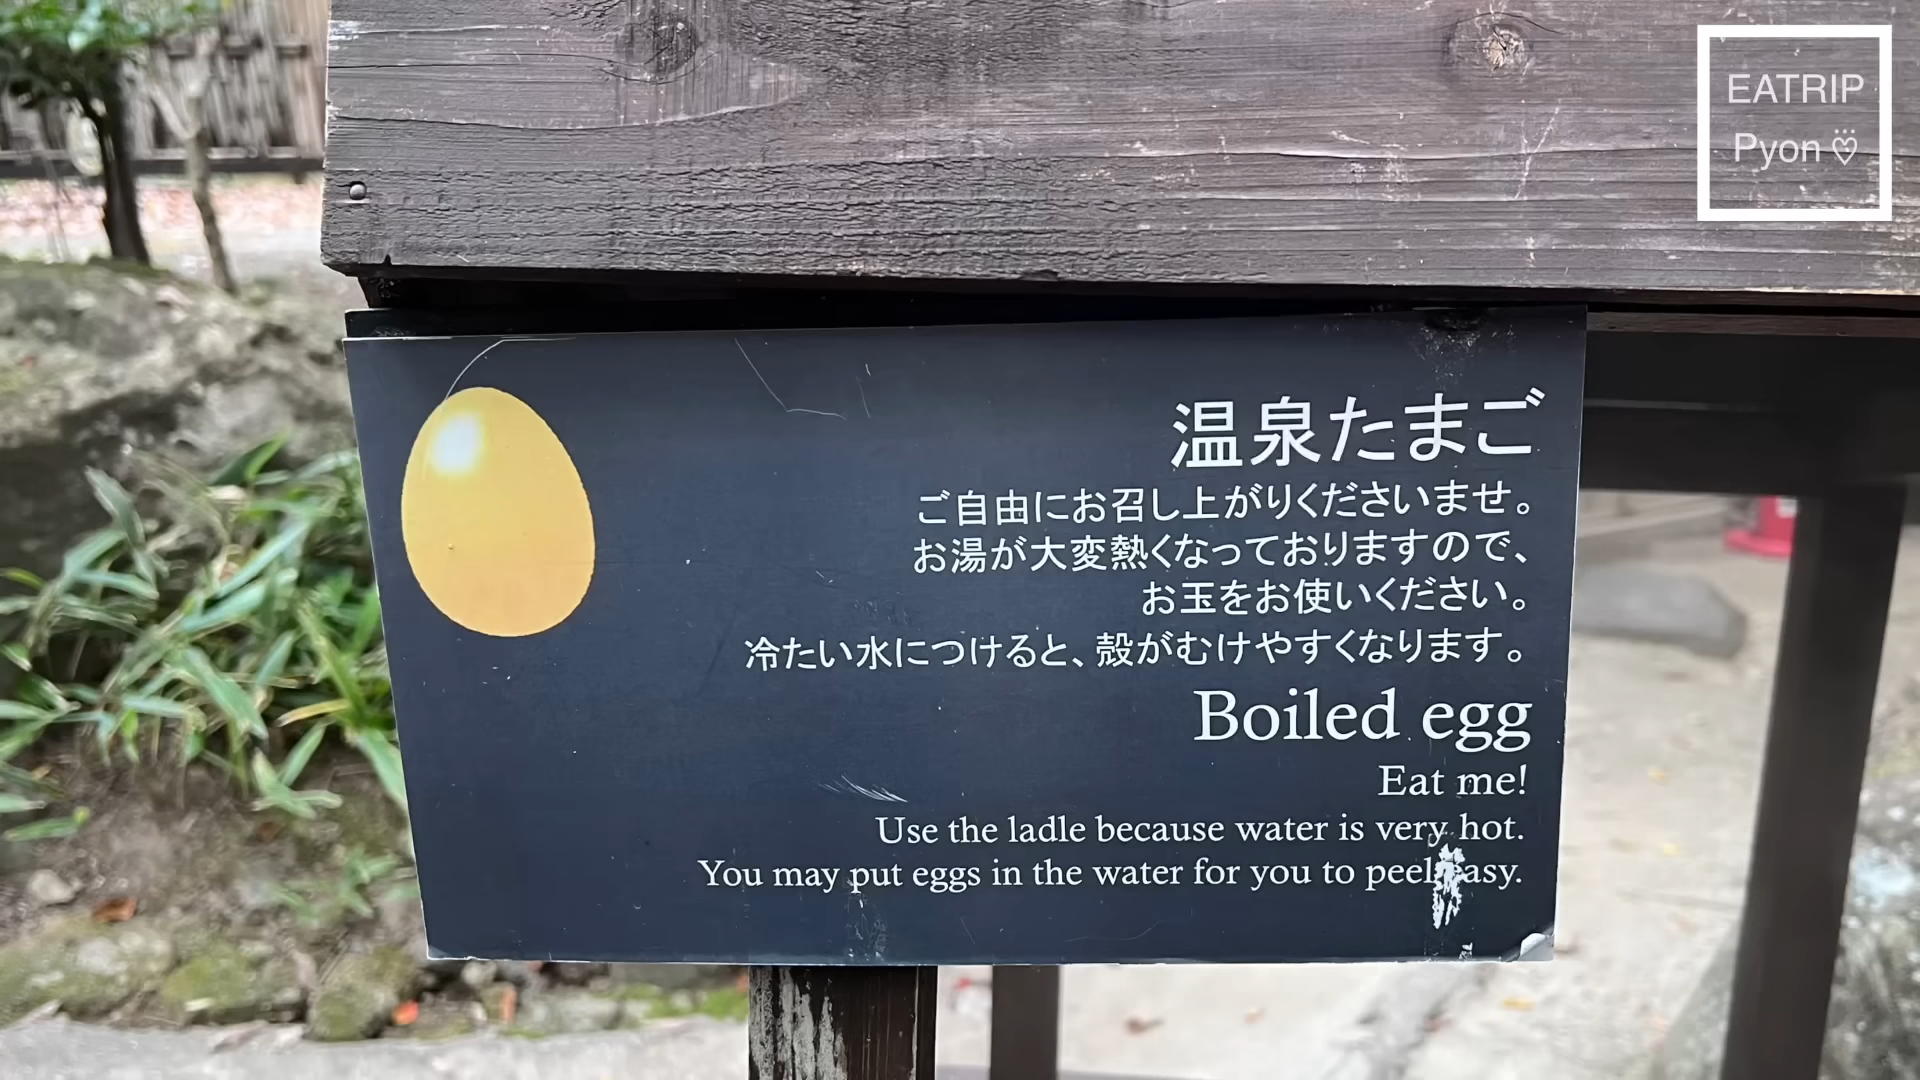 EATRIP
Pyon
温泉たまご
ご自由にお召し上がりくださいませ。
お湯が大変熱くなっておりますので、
お玉をお使いください。
冷たい水につけると、殻がむけやすくなります。
Boiled egg
Eat me!
Use the ladle because water is very hot.
You may put eggs in the water for you to peel easy.